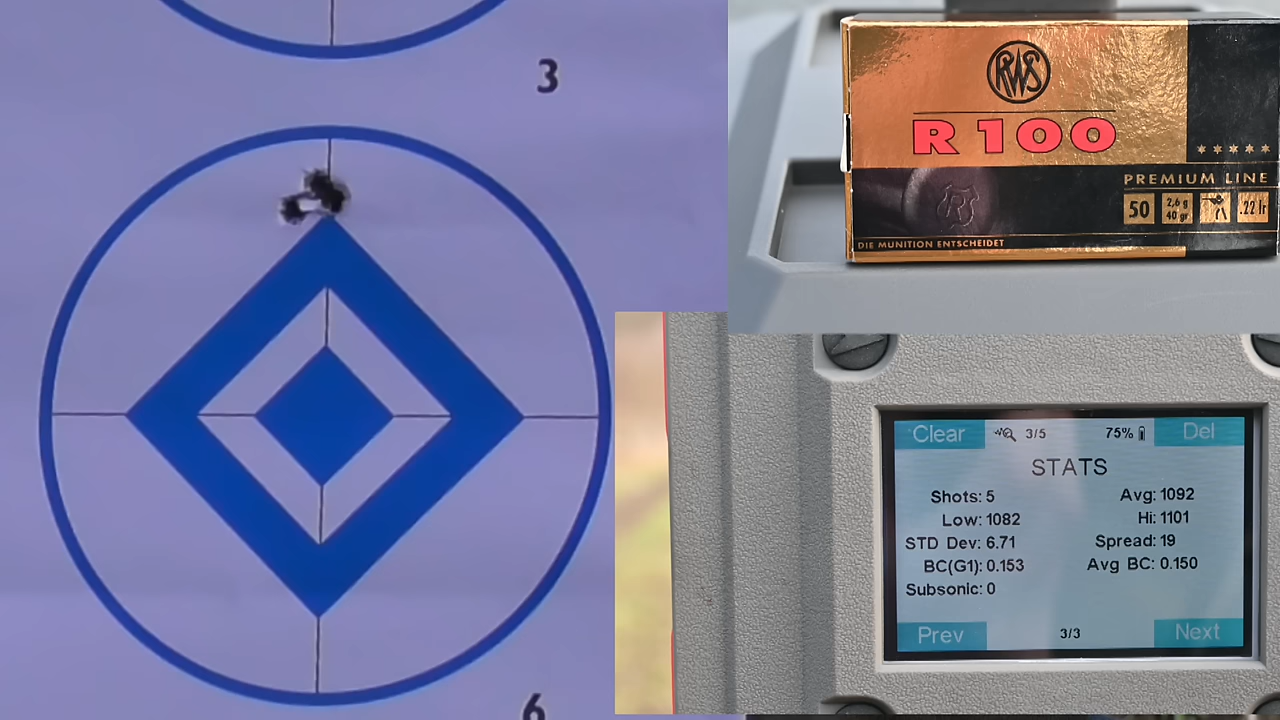 3
6
RWS
R 100
★★★★★
PREMIUM LINE
50
2,6 g
40 gr
.22 lr
DIE MUNITION ENTSCHEIDET
R
Clear
3/5
75%
Del
STATS
Shots: 5
Avg: 1092
Low: 1082
Hi: 1101
STD Dev: 6.71
Spread: 19
BC(G1): 0.153
Avg BC: 0.150
Subsonic: 0
Prev
3/3
Next